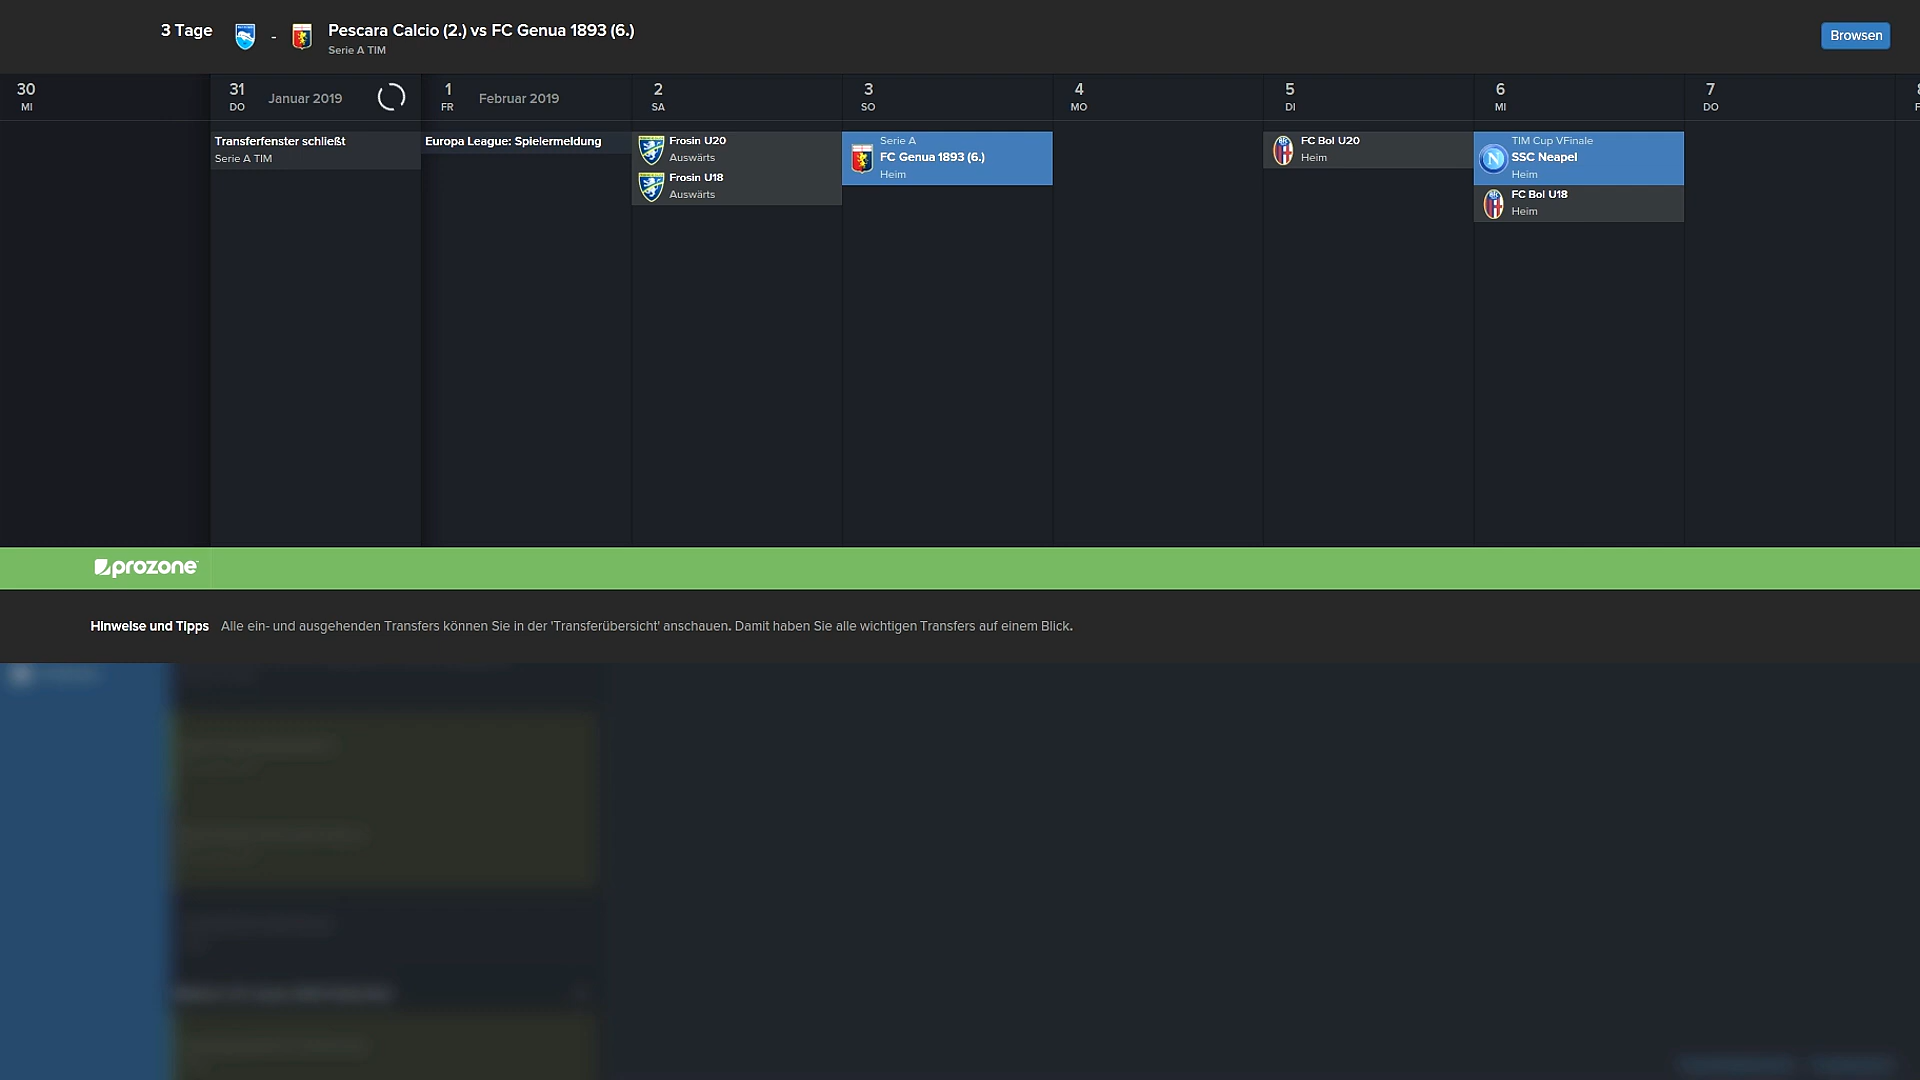 3 Tage
-
Pescara Calcio (2.) vs FC Genua 1893 (6.)
Serie A TIM
Browsen
30
MI
31
DO
Januar 2019
1
FR
Februar 2019
2
SA
3
SO
4
MO
5
DI
6
MI
7
DO
Transferfenster schließt
Serie A TIM
Europa League: Spielermeldung
Frosin U20
Auswärts
Frosin U18
Auswärts
Serie A
FC Genua 1893 (6.)
Heim
FC Bol U20
Heim
TIM Cup VFinale
SSC Neapel
Heim
FC Bol U18
Heim
prozone
Hinweise und Tipps Alle ein- und ausgehenden Transfers können Sie in der 'Transferübersicht' anschauen. Damit haben Sie alle wichtigen Transfers auf einem Blick.